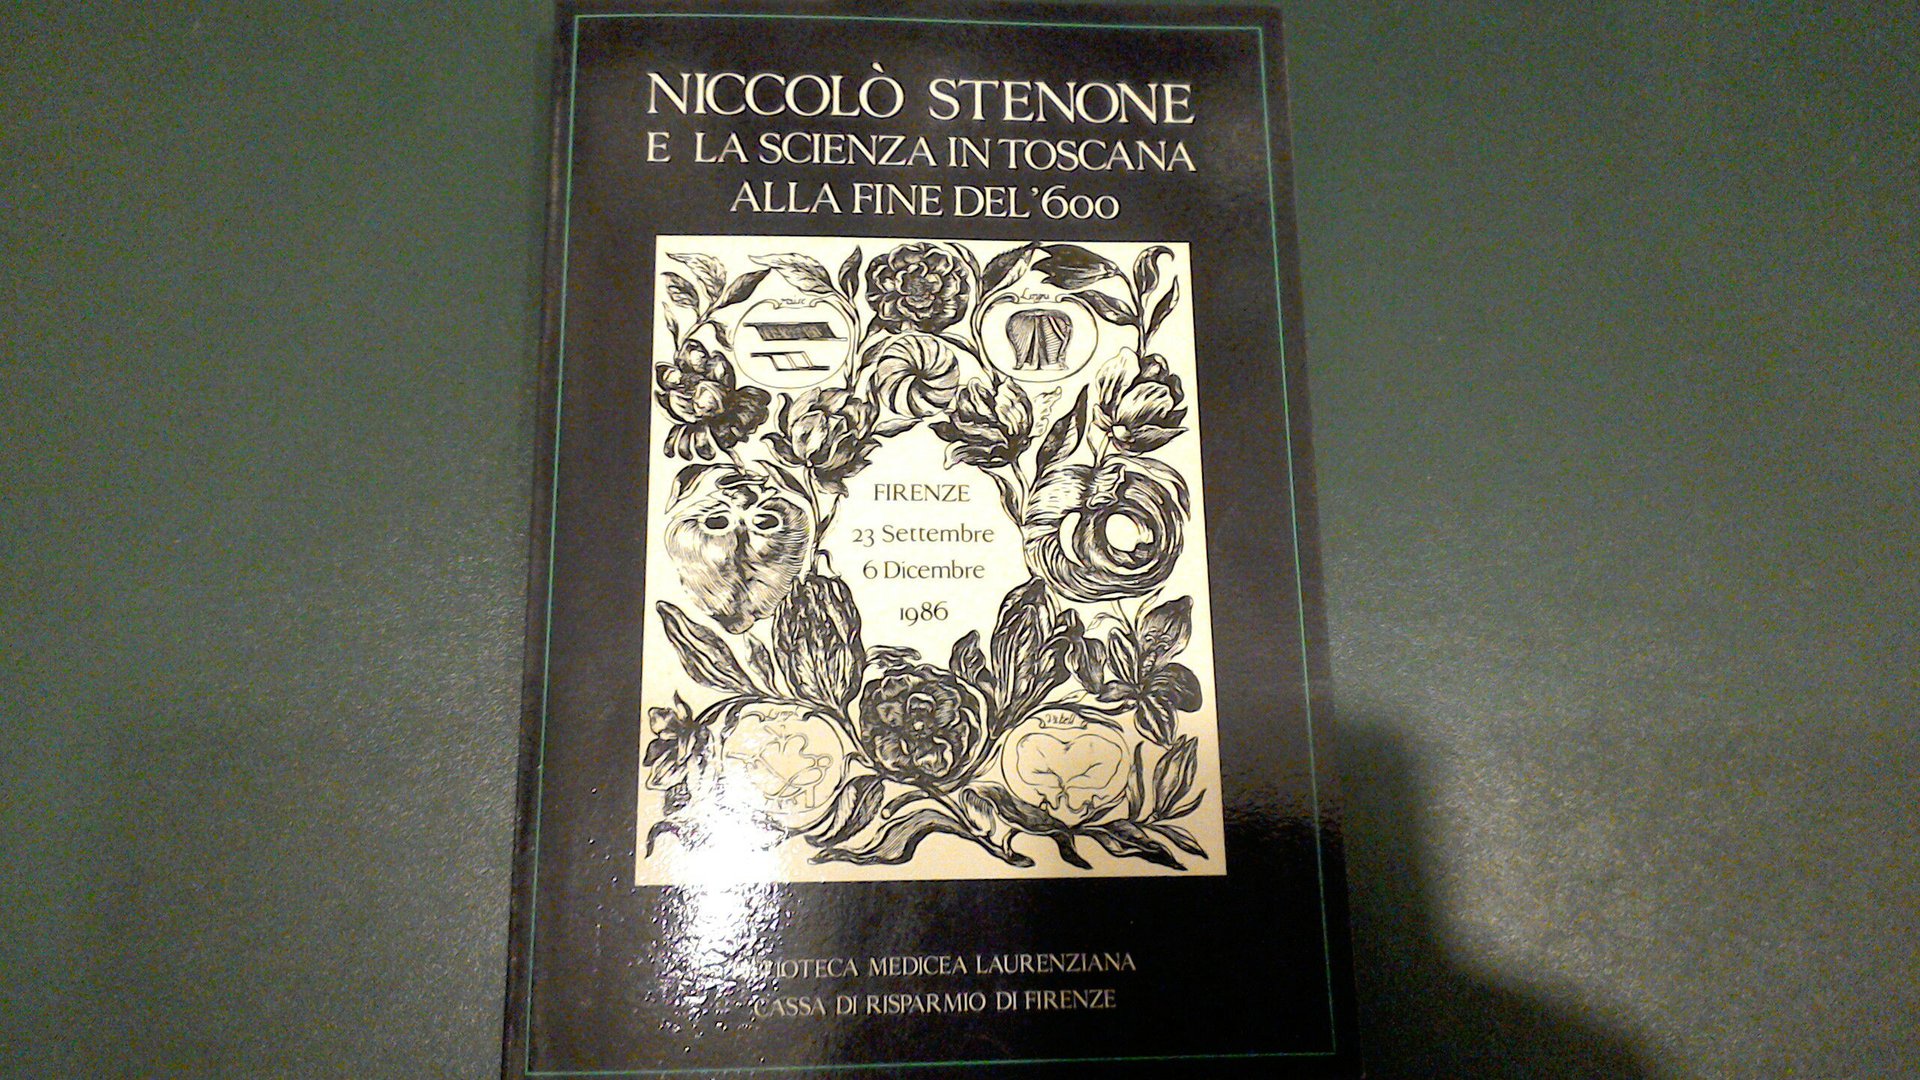 NICCOLÒ STENONE
E LA SCIENZA IN TOSCANA
ALLA FINE DEL '600
Lingua
FIRENZE
23 Settembre
6 Dicembre
1986
MEDICEA LAURENZIANA
CASSA DI RISPARMIO DI FIRENZE